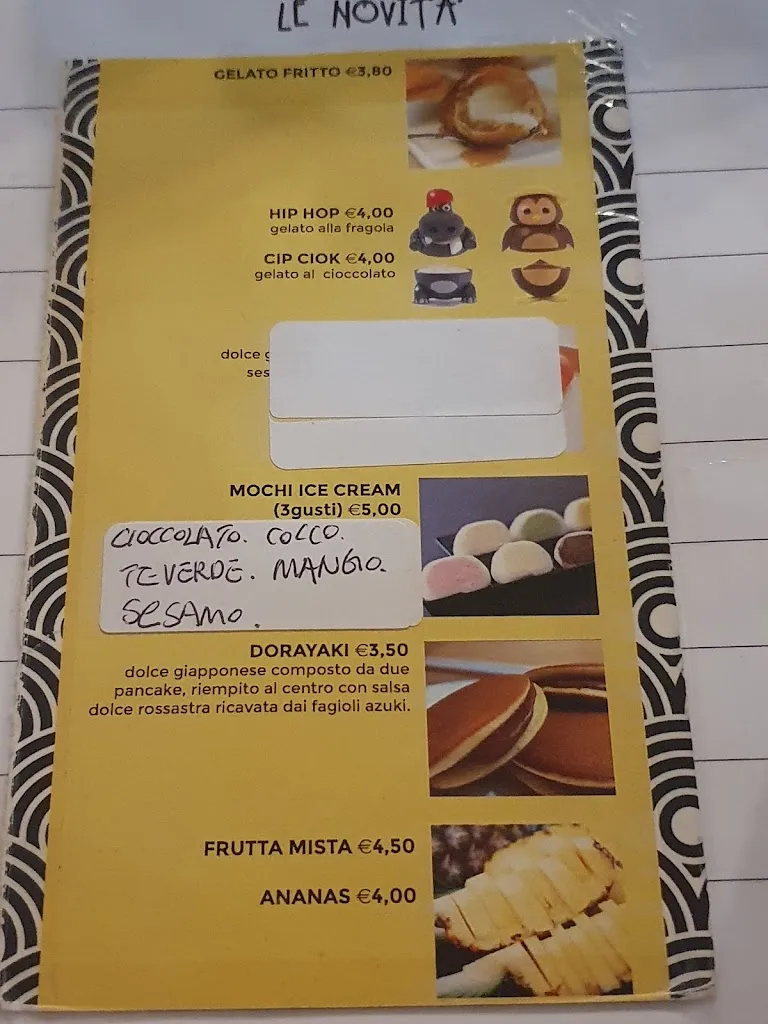 LE NOVITA'
GELATO FRITTO €3,80
HIP HOP €4,00
gelato alla fragola
CIP CIOK €4,00
gelato al cioccolato
dolce
MOCHI ICE CREAM
(3gusti) €5,00
CIOCCOLATO. COCCO.
TE VERDE. MANGO.
SESAMO.
DORAYAKI €3,50
dolce giapponese composto da due
pancake, riempito al centro con salsa
dolce rossastra ricavata dai fagioli azuki.
FRUTTA MISTA €4,50
ANANAS €4,00